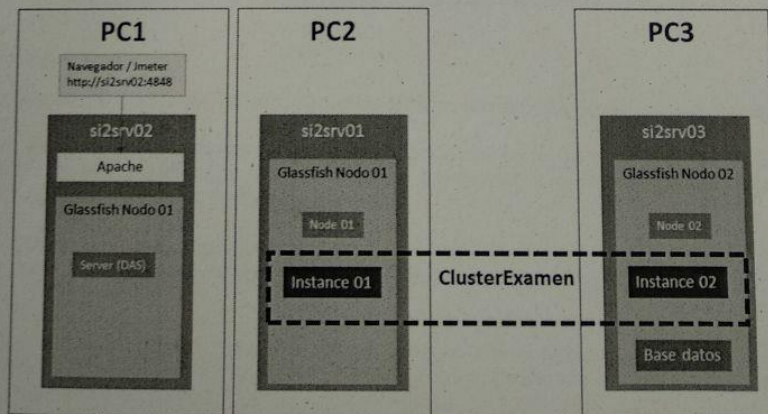 PC1
Navegador / Jmeter
http://si2srv02:4848
si2srv02
Apache
Glassfish Nodo 01
Server (DAS)
PC2
si2srv01
Glassfish Nodo 01
Node 01
Instance 01
ClusterExamen
PC3
si2srv03
Glassfish Nodo 02
Node 02
Instance 02
Base datos